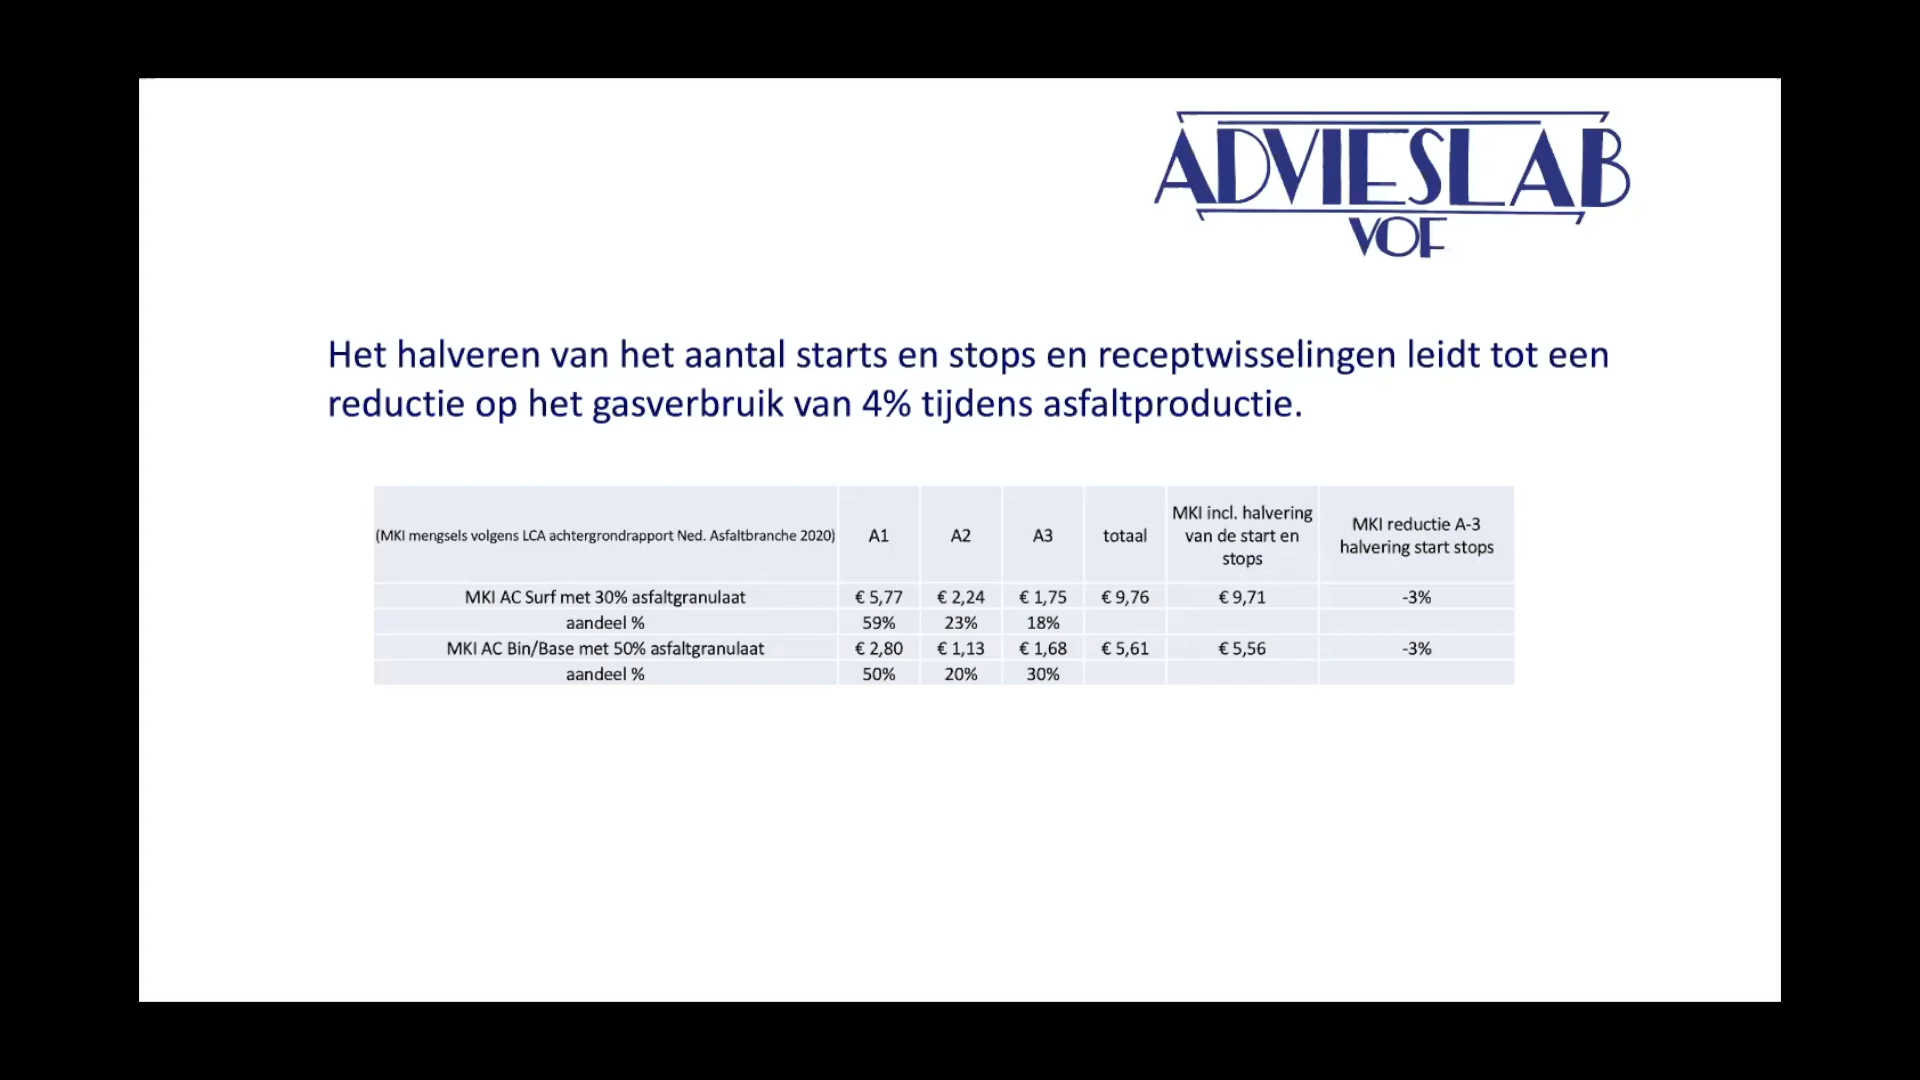 ADVIESLAB
VOF
Het halveren van het aantal starts en stops en receptwisselingen leidt tot een
reductie op het gasverbruik van 4% tijdens asfaltproductie.
(MKI mengsels volgens LCA achtergrondrapport Ned. Asfaltbranche 2020) A1 A2 A3 totaal MKI incl. halvering van de start en stops MKI reductie A-3 halvering start stops
MKI AC Surf met 30% asfaltgranulaat € 5,77 € 2,24 € 1,75 € 9,76 € 9,71 -3%
aandeel % 59% 23% 18%
MKI AC Bin/Base met 50% asfaltgranulaat € 2,80 € 1,13 € 1,68 € 5,61 € 5,56 -3%
aandeel % 50% 20% 30%